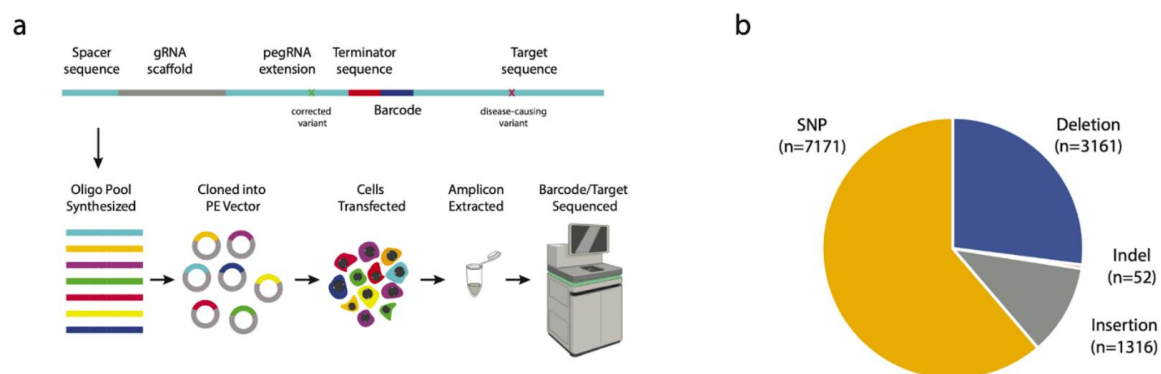 a
Spacer
sequence
gRNA
scaffold
pegRNA
extension
Terminator
sequence
Target
sequence
corrected
variant
Barcode
disease-causing
variant
Oligo Pool
Synthesized
Cloned into
PE Vector
Cells
Transfected
Amplicon
Extracted
Barcode/Target
Sequenced
b
SNP
(n=7171)
Deletion
(n=3161)
Indel
(n=52)
Insertion
(n=1316)